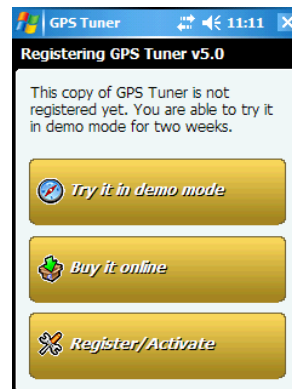 GPS Tuner 11:11
Registering GPS Tuner v5.0
This copy of GPS Tuner is not
registered yet. You are able to try it
in demo mode for two weeks.
Try it in demo mode
Buy it online
Register/Activate